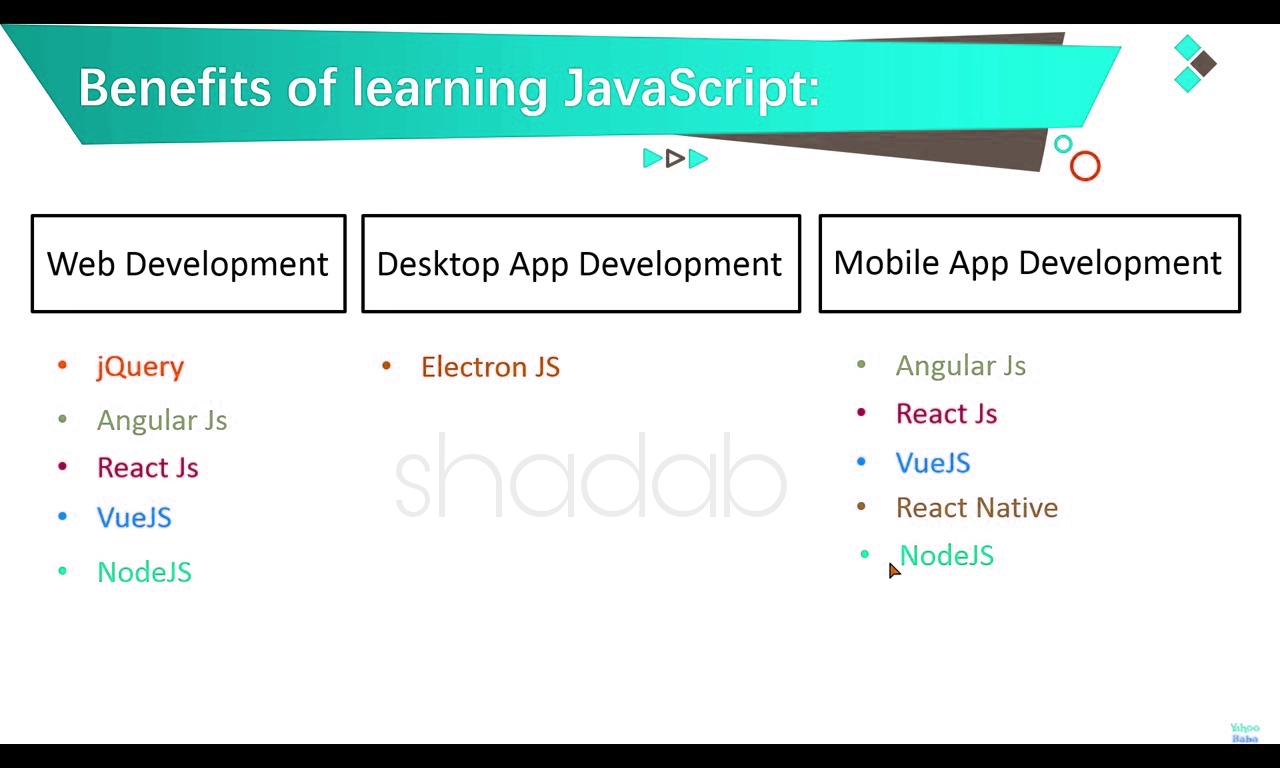 Benefits of learning JavaScript:
Web Development
Desktop App Development
Mobile App Development
• jQuery
• Angular Js
• React Js
• VueJS
• NodeJS
• Electron JS
• Angular Js
• React Js
• VueJS
• React Native
• NodeJS
shadab
Yahoo
Baba